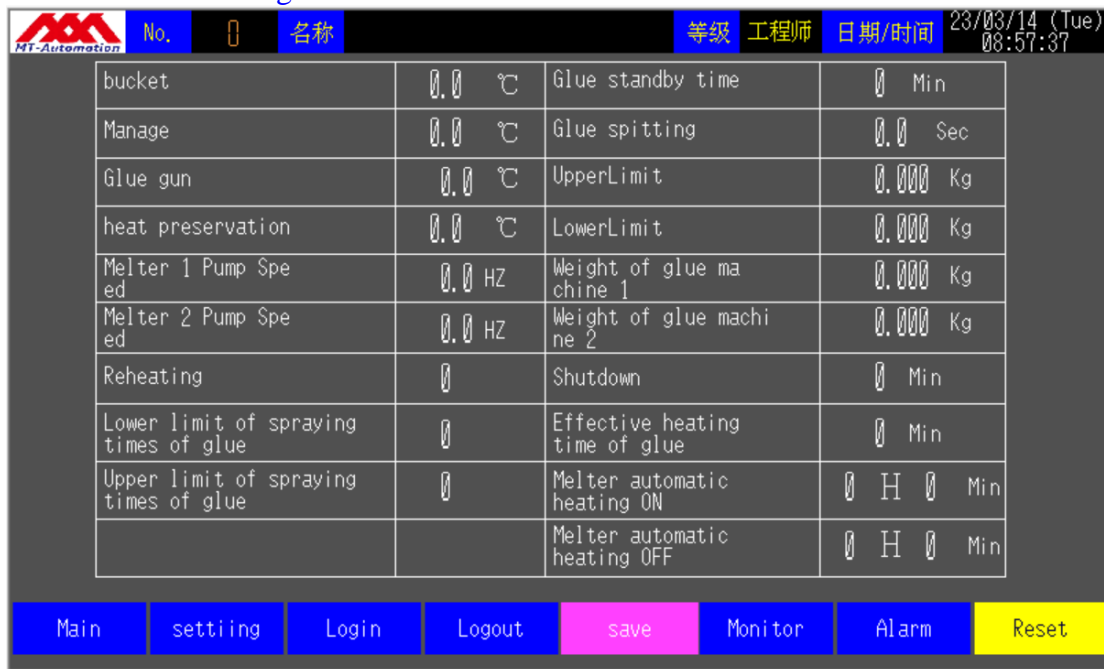 MT-Automation No. 0 名称 等级 工程师 日期/时间 23/03/14 (Tue)
08:57:37
bucket 0.0 ℃ Glue standby time 0 Min
Manage 0.0 ℃ Glue spitting 0.0 Sec
Glue gun 0.0 ℃ UpperLimit 0.000 Kg
heat preservation 0.0 ℃ LowerLimit 0.000 Kg
Melter 1 Pump Spe
ed 0.0 HZ Weight of glue ma
chine 1 0.000 Kg
Melter 2 Pump Spe
ed 0.0 HZ Weight of glue machi
ne 2 0.000 Kg
Reheating 0 Shutdown 0 Min
Lower limit of spraying
times of glue 0 Effective heating
time of glue 0 Min
Upper limit of spraying
times of glue 0 Melter automatic
heating ON 0 H 0 Min
Melter automatic
heating OFF 0 H 0 Min
Main settiing Login Logout save Monitor Alarm Reset